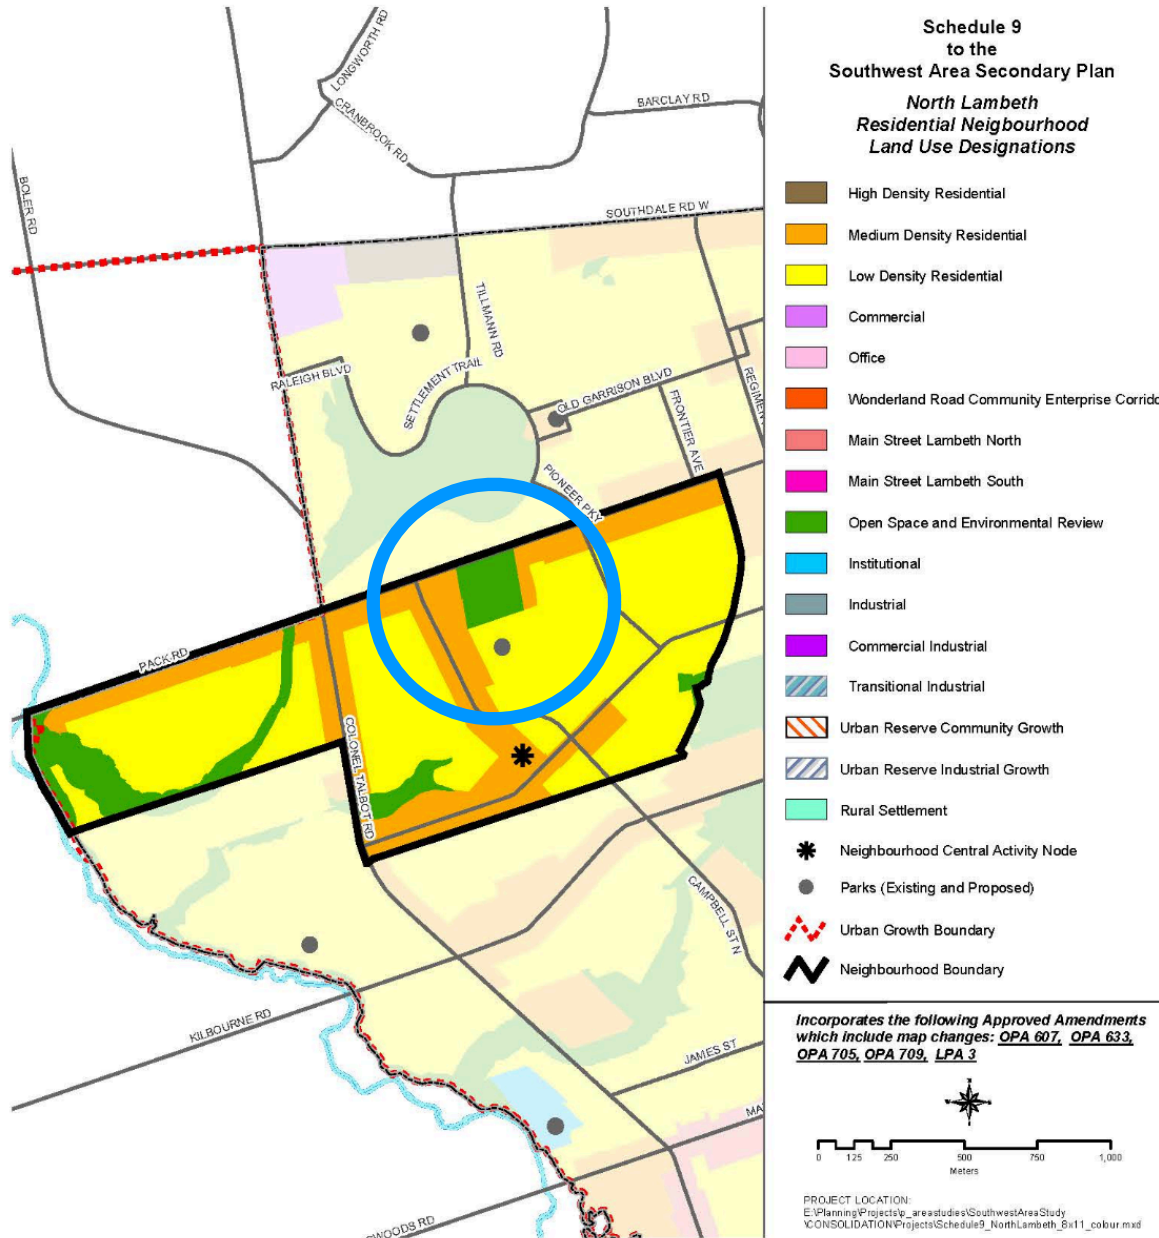 Schedule 9
to the
Southwest Area Secondary Plan
North Lambeth
Residential Neigbourhood
Land Use Designations
High Density Residential
Medium Density Residential
Low Density Residential
Commercial
Office
Wonderland Road Community Enterprise Corrido
Main Street Lambeth North
Main Street Lambeth South
Open Space and Environmental Review
Institutional
Industrial
Commercial Industrial
Transitional Industrial
Urban Reserve Community Growth
Urban Reserve Industrial Growth
Rural Settlement
Neighbourhood Central Activity Node
Parks (Existing and Proposed)
Urban Growth Boundary
Neighbourhood Boundary
Incorporates the following Approved Amendments
which include map changes: OPA 607, OPA 633,
OPA 705, OPA 709, LPA 3
0 125 250 500 750 1,000
Meters
PROJECT LOCATION:
E:\Planning\Projects\p_areastudies\SouthwestAreaStudy
\CONSOLIDATION\Projects\Schedule9_NorthLambeth_8x11_colour.mxd
LONGWORTH RD
CRANBROOK RD
BARCLAY RD
BOLER RD
SOUTHDALE RD W
TILLMANN RD
RALEIGH BLVD
SETTLEMENT TRAIL
OLD GARRISON BLVD
FRONTIER AVE
REGIMEN
PIONEER PKY
PACK RD
COLONEL TALBOT RD
CAMPBELL ST N
KILBOURNE RD
JAMES ST
MA
WOODS RD